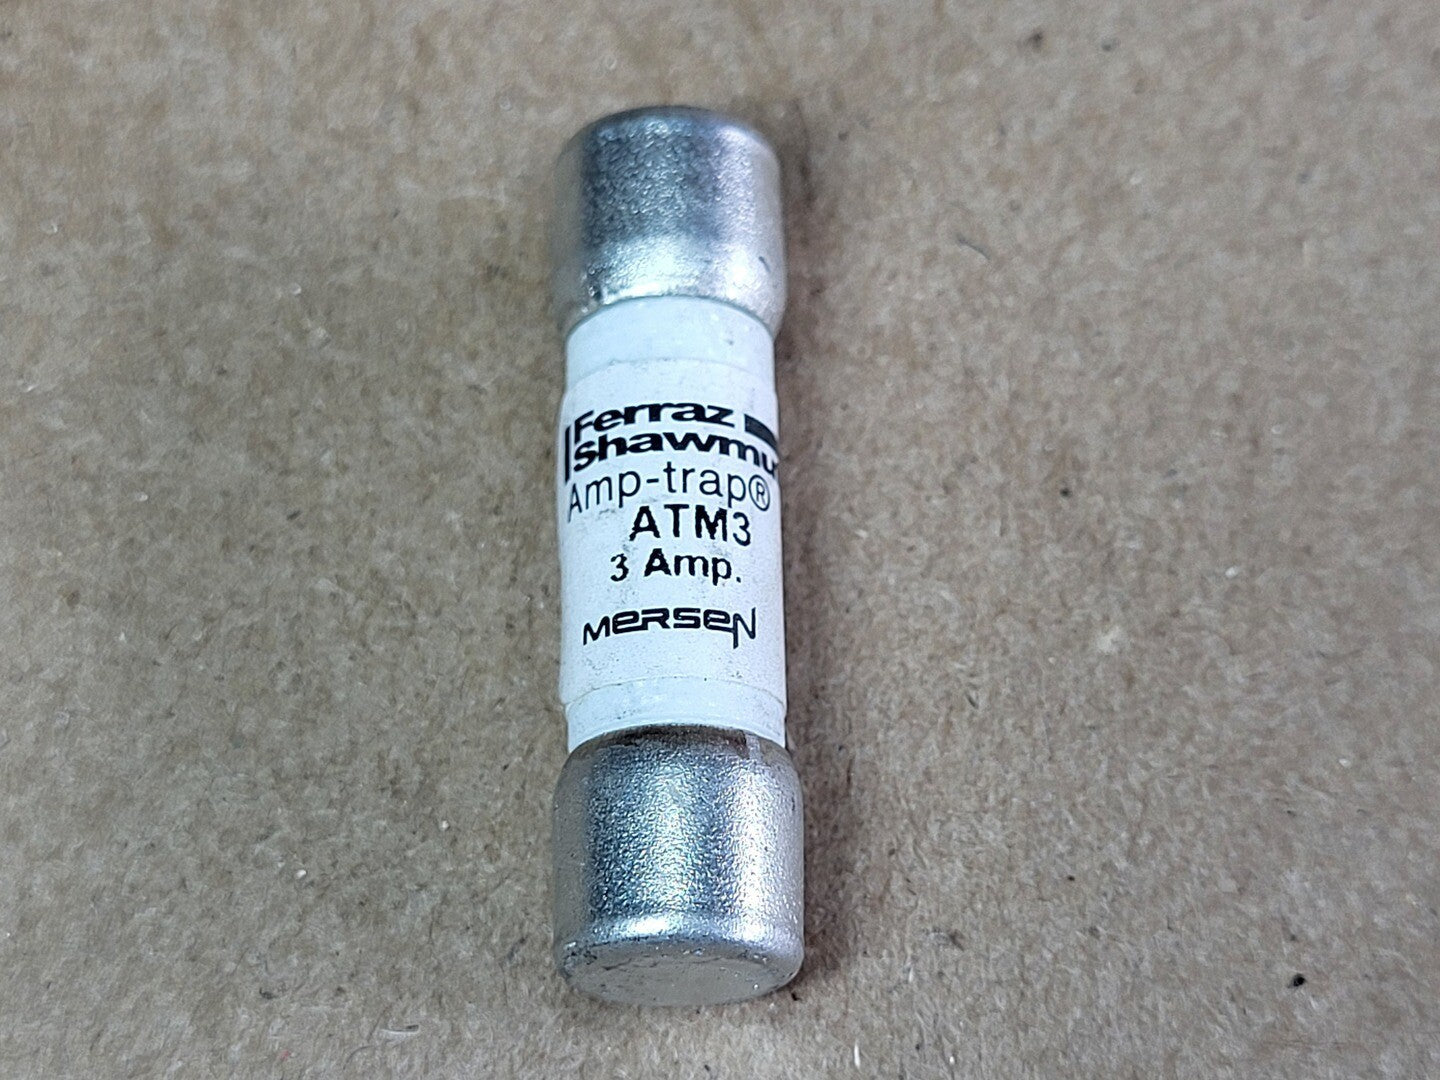 Ferraz
Shawmu
Amp-trap®
ATM3
3 Amp.
MERSEN